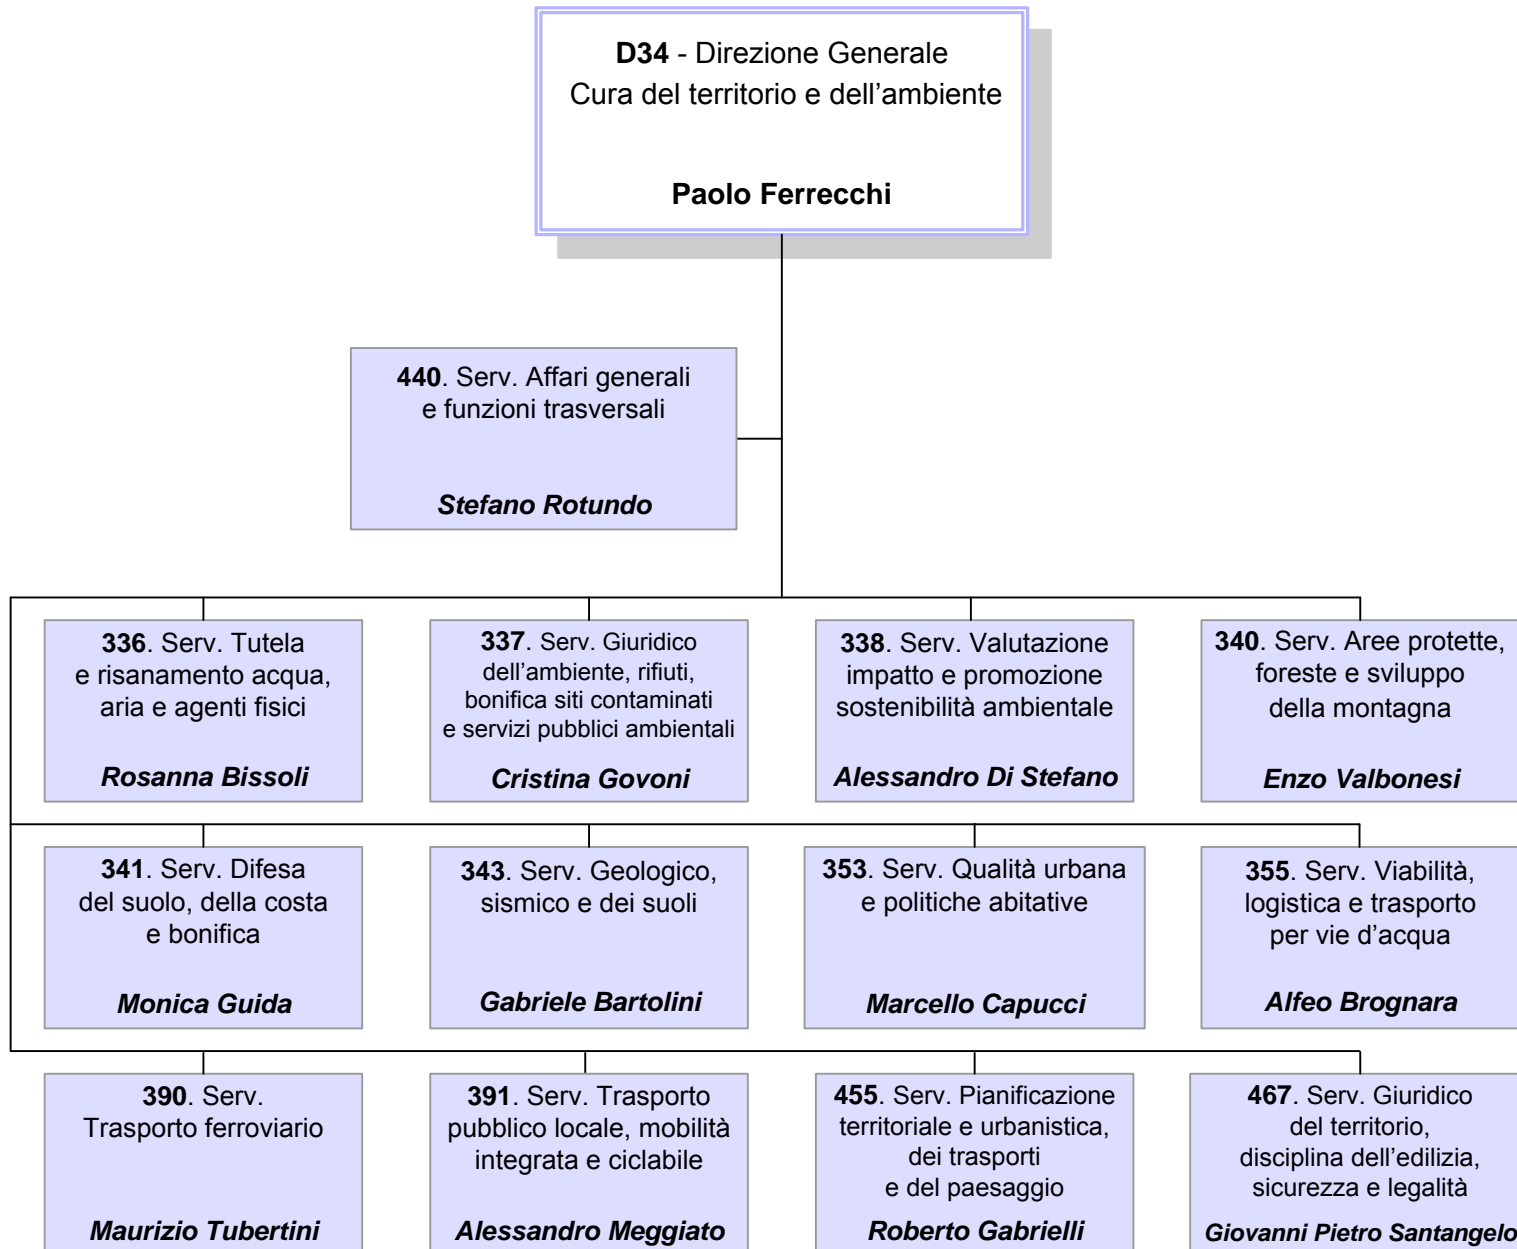 D34 - Direzione Generale
Cura del territorio e dell’ambiente
Paolo Ferrecchi
440. Serv. Affari generali
e funzioni trasversali
Stefano Rotundo
336. Serv. Tutela
e risanamento acqua,
aria e agenti fisici
Rosanna Bissoli
337. Serv. Giuridico
dell’ambiente, rifiuti,
bonifica siti contaminati
e servizi pubblici ambientali
Cristina Govoni
338. Serv. Valutazione
impatto e promozione
sostenibilità ambientale
Alessandro Di Stefano
340. Serv. Aree protette,
foreste e sviluppo
della montagna
Enzo Valbonesi
341. Serv. Difesa
del suolo, della costa
e bonifica
Monica Guida
343. Serv. Geologico,
sismico e dei suoli
Gabriele Bartolini
353. Serv. Qualità urbana
e politiche abitative
Marcello Capucci
355. Serv. Viabilità,
logistica e trasporto
per vie d’acqua
Alfeo Brognara
390. Serv.
Trasporto ferroviario
Maurizio Tubertini
391. Serv. Trasporto
pubblico locale, mobilità
integrata e ciclabile
Alessandro Meggiato
455. Serv. Pianificazione
territoriale e urbanistica,
dei trasporti
e del paesaggio
Roberto Gabrielli
467. Serv. Giuridico
del territorio,
disciplina dell’edilizia,
sicurezza e legalità
Giovanni Pietro Santangelo